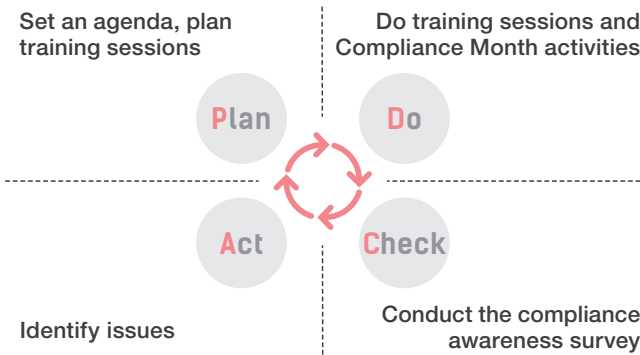 Set an agenda, plan
training sessions
Do training sessions and
Compliance Month activities
Plan
Do
Act
Check
Identify issues
Conduct the compliance
awareness survey